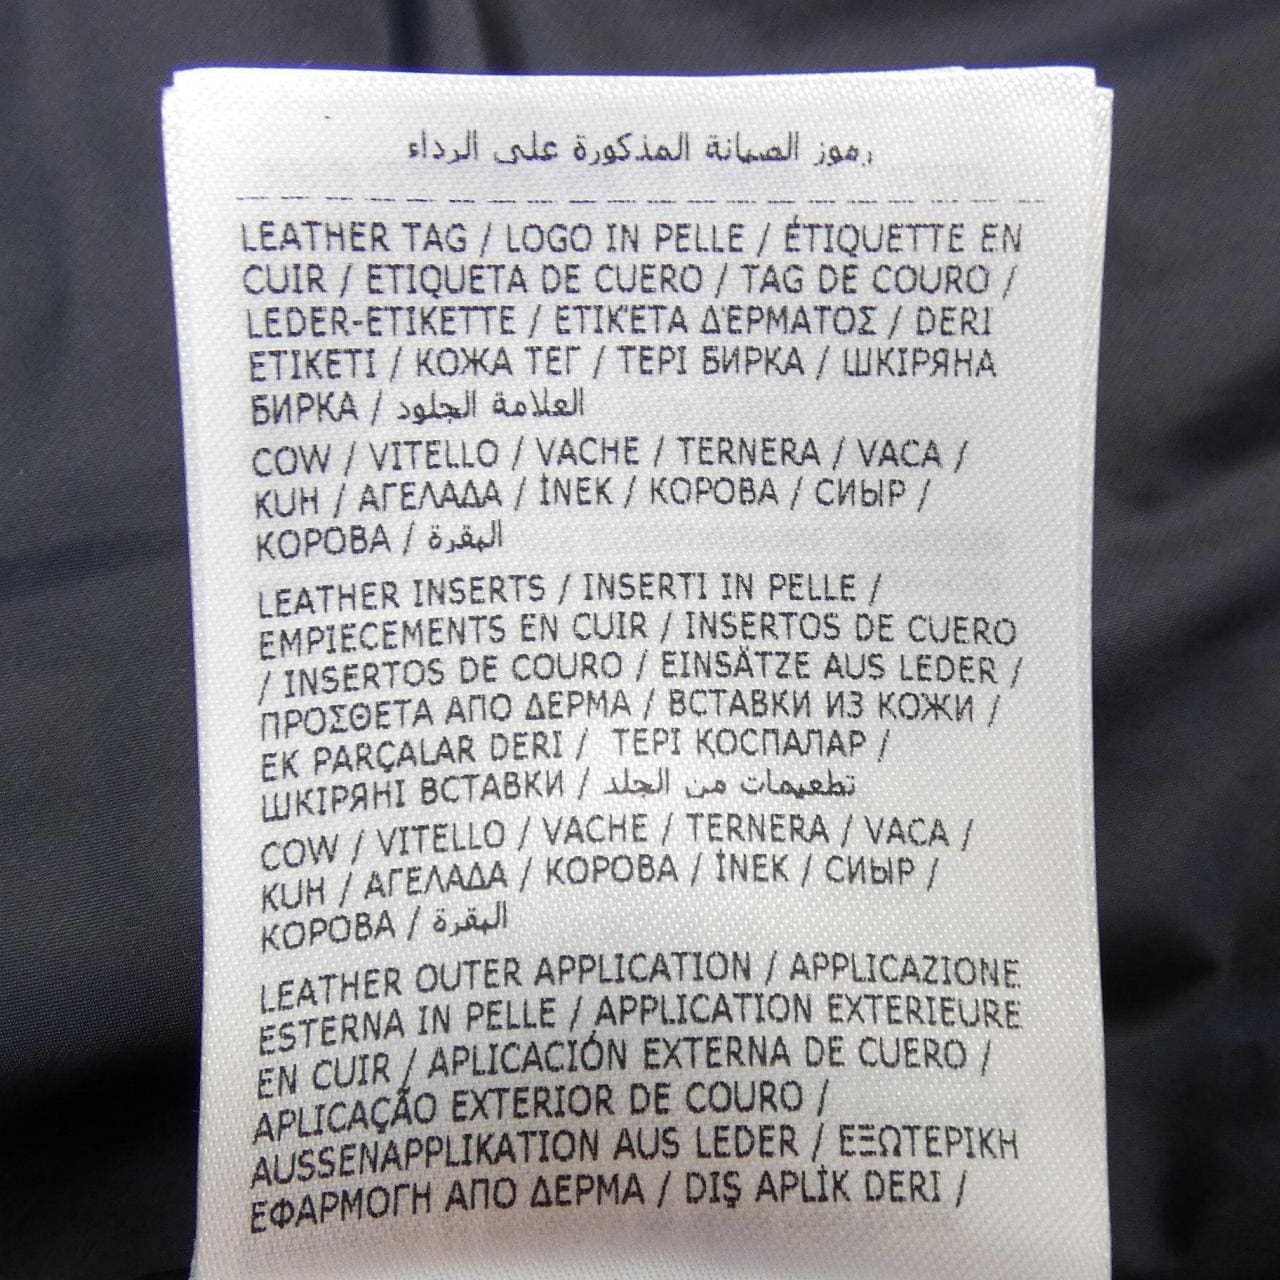 رموز الصيانة المذكورة على الرداء
LEATHER TAG / LOGO IN PELLE / ÉTIQUETTE EN
CUIR / ETIQUETA DE CUERO / TAG DE COURO /
LEDER-ETIKETTE / ΕΤΙΚΈΤΑ ΔΈΡΜΑΤΟΣ / DERI
ETIKETI / КОЖА ТЕГ / ТЕРІ БИРКА / ШКІРЯНА
БИРКА / العلامة الجلود
COW / VITELLO / VACHE / TERNERA / VACA /
KUH / ΑΓΕΛΑΔΑ / İNEK / КОРОВА / СИЫР /
КОРОВА / البقرة
LEATHER INSERTS / INSERTI IN PELLE /
EMPIECEMENTS EN CUIR / INSERTOS DE CUERO
/ INSERTOS DE COURO / EINSÄTZE AUS LEDER /
ΠΡΟΣΘΕΤΑ ΑΠΟ ΔΕΡΜΑ / ВСТАВКИ ИЗ КОЖИ /
EK PARÇALAR DERI / ТЕРІ ҚОСПАЛАР /
ШКІРЯНІ ВСТАВКИ / تطعيمات من الجلد
COW / VITELLO / VACHE / TERNERA / VACA /
KUH / ΑΓΕΛΑΔΑ / КОРОВА / İNEK / СИЫР /
КОРОВА / البقرة
LEATHER OUTER APPLICATION / APPLICAZIONE
ESTERNA IN PELLE / APPLICATION EXTERIEURE
EN CUIR / APLICACIÓN EXTERNA DE CUERO /
APLICAÇÃO EXTERIOR DE COURO /
AUSSENAPPLIKATION AUS LEDER / ΕΞΩΤΕΡΙΚΗ
ΕΦΑΡΜΟΓΗ ΑΠΟ ΔΕΡΜΑ / DIŞ APLİK DERI /